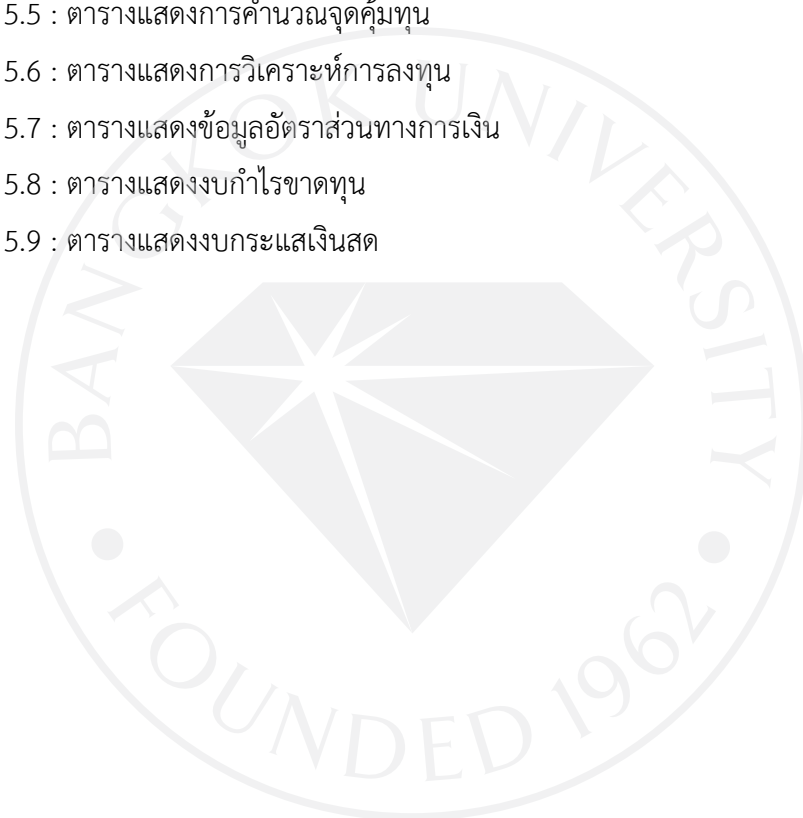 5.5 : ตารางแสดงการคำนวณจุดคุ้มทุน
5.6 : ตารางแสดงการวิเคราะห์การลงทุน
5.7 : ตารางแสดงข้อมูลอัตราส่วนทางการเงิน
5.8 : ตารางแสดงงบกำไรขาดทุน
5.9 : ตารางแสดงงบกระแสเงินสด
BANGKOK UNIVERSITY
FOUNDED 1962